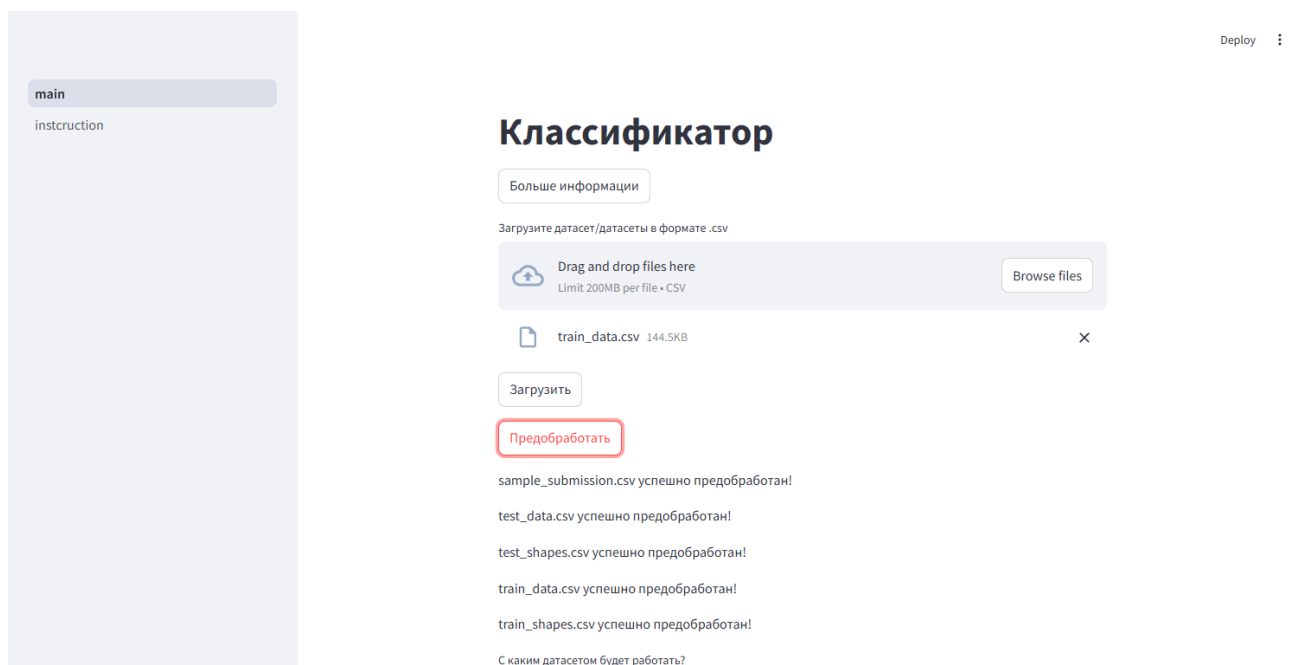 Deploy
main
instcruction
Классификатор
Больше информации
Загрузите датасет/датасеты в формате .csv
Drag and drop files here
Limit 200MB per file • CSV
Browse files
train_data.csv 144.5KB
Загрузить
Предобработать
sample_submission.csv успешно предобработан!
test_data.csv успешно предобработан!
test_shapes.csv успешно предобработан!
train_data.csv успешно предобработан!
train_shapes.csv успешно предобработан!
С каким датасетом будет работать?